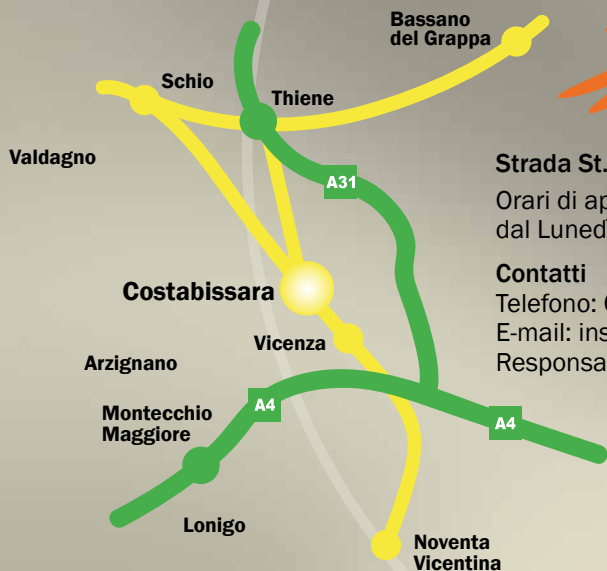 Bassano
del Grappa
Schio
Thiene
Valdagno
A31
Strada St.
Orari di ap
dal Lunedì
Contatti
Costabissara
Telefono:
E-mail: ins
Vicenza
Responsa
Arzignano
A4
Montecchio
Maggiore
A4
Lonigo
Noventa
Vicentina